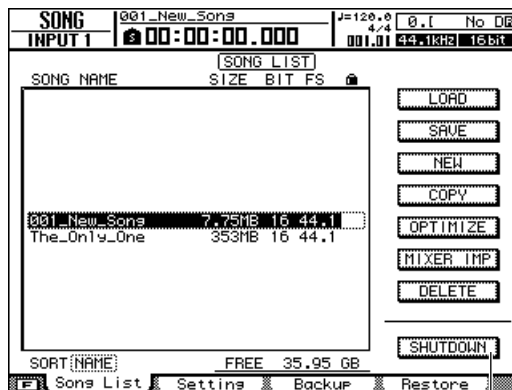 SONG
INPUT 1
001_New_Song
00:00:00.000
♩=120.0
4/4
001.01
0.[ No DI
44.1kHz 16bit
SONG LIST
SONG NAME SIZE BIT FS
001_New_Song 7.75MB 16 44.1
The_Only_One 353MB 16 44.1
LOAD
SAVE
NEW
COPY
OPTIMIZE
MIXER IMP
DELETE
SHUTDOWN
SORT NAME FREE 35.95 GB
F Song List Setting Backup Restore